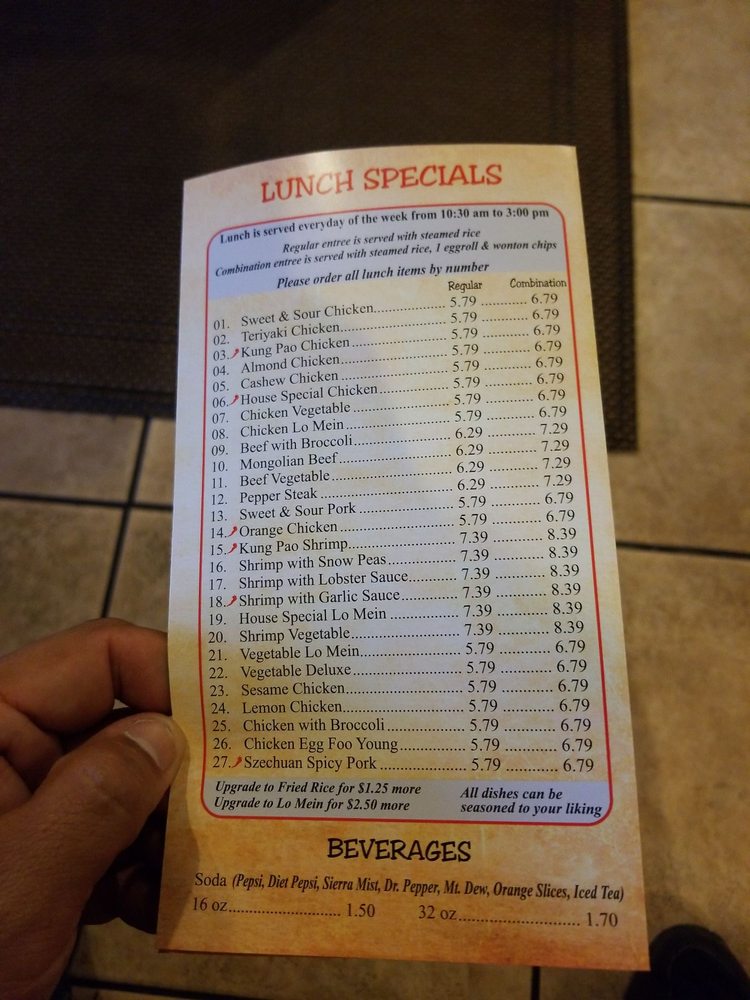 LUNCH SPECIALS
Lunch is served everyday of the week from 10:30 am to 3:00 pm
Regular entree is served with steamed rice
Combination entree is served with steamed rice, 1 eggroll & wonton chips
Please order all lunch items by number
Regular Combination
01. Sweet & Sour Chicken.................. 5.79 ............ 6.79
02. Teriyaki Chicken........................... 5.79 ............ 6.79
03. Kung Pao Chicken ........................ 5.79 ............ 6.79
04. Almond Chicken........................... 5.79 ............ 6.79
05. Cashew Chicken ........................... 5.79 ............ 6.79
06. House Special Chicken.................. 5.79 ............ 6.79
07. Chicken Vegetable ........................ 5.79 ............ 6.79
08. Chicken Lo Mein .......................... 5.79 ............ 6.79
09. Beef with Broccoli......................... 6.29 ............ 7.29
10. Mongolian Beef............................. 6.29 ............ 7.29
11. Beef Vegetable............................... 6.29 ............ 7.29
12. Pepper Steak .................................. 6.29 ............ 7.29
13. Sweet & Sour Pork ........................ 5.79 ............ 6.79
14. Orange Chicken ............................ 5.79 ............ 6.79
15. Kung Pao Shrimp........................... 7.39 ............ 8.39
16. Shrimp with Snow Peas................. 7.39 ............ 8.39
17. Shrimp with Lobster Sauce............ 7.39 ............ 8.39
18. Shrimp with Garlic Sauce.............. 7.39 ............ 8.39
19. House Special Lo Mein ................. 7.39 ............ 8.39
20. Shrimp Vegetable.......................... 7.39 ............ 8.39
21. Vegetable Lo Mein........................ 5.79 ............ 6.79
22. Vegetable Deluxe.......................... 5.79 ............ 6.79
23. Sesame Chicken............................ 5.79 ............ 6.79
24. Lemon Chicken............................. 5.79 ............ 6.79
25. Chicken with Broccoli................... 5.79 ............ 6.79
26. Chicken Egg Foo Young................ 5.79 ............ 6.79
27. Szechuan Spicy Pork .................... 5.79 ............ 6.79
Upgrade to Fried Rice for $1.25 more
Upgrade to Lo Mein for $2.50 more
All dishes can be
seasoned to your liking
BEVERAGES
Soda (Pepsi, Diet Pepsi, Sierra Mist, Dr. Pepper, Mt. Dew, Orange Slices, Iced Tea)
16 oz.......................... 1.50 32 oz............................ 1.70